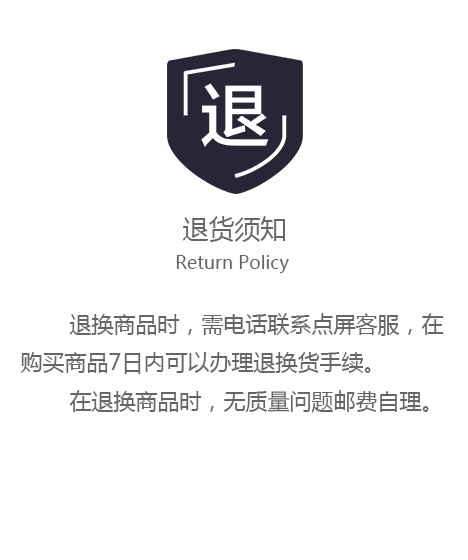 退
退货须知
Return Policy
退换商品时，需电话联系点屏客服，在
购买商品7日内可以办理退换货手续。
在退换商品时，无质量问题邮费自理。